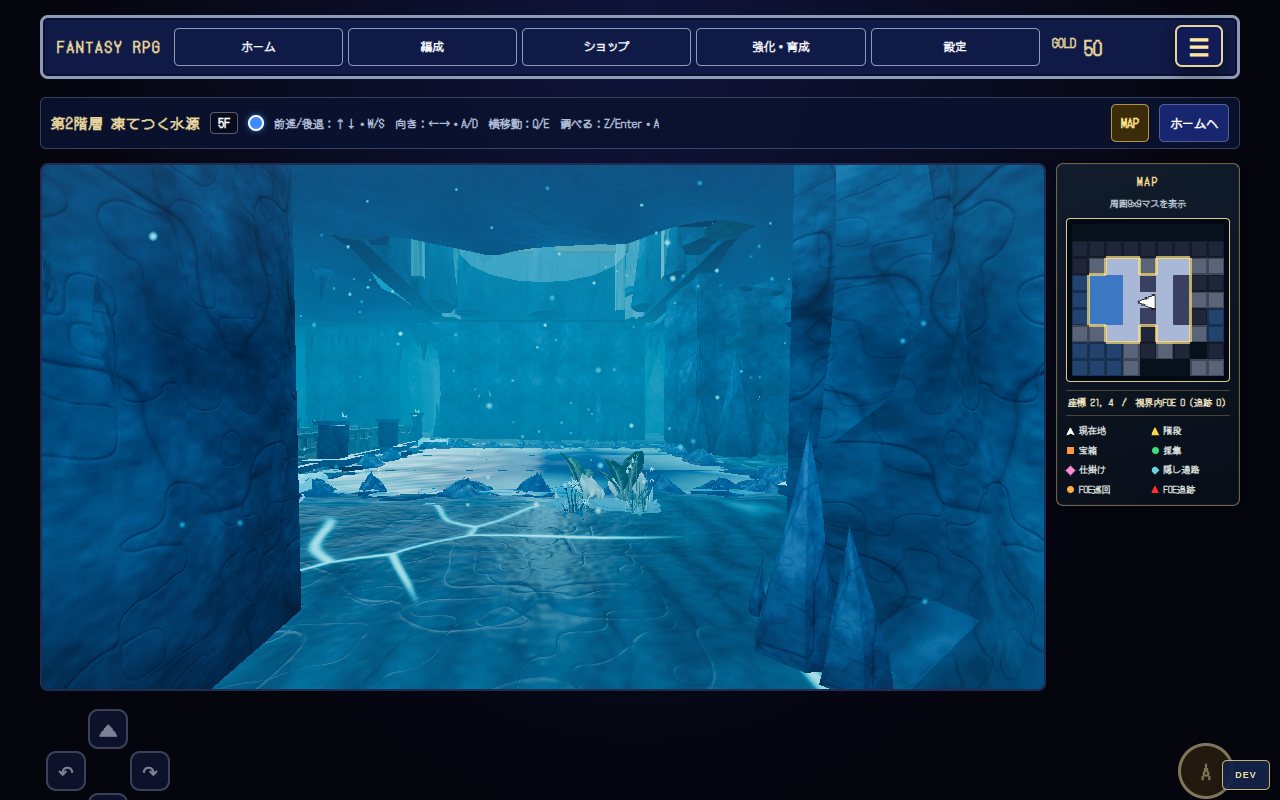 FANTASY RPG
ホーム
編成
ショップ
強化・育成
設定
GOLD 50
第2階層 凍てつく水源
5F
前進/後退:↑↓・W/S 向き:←→・A/D 横移動:Q/E 調べる:Z/Enter・A
MAP
ホームへ
MAP
周囲9x9マスを表示
座標 21, 4 / 視界内FOE 0 (追跡 0)
現在地
階段
宝箱
採集
仕掛け
隠し通路
FOE巡回
FOE追跡
A
DEV